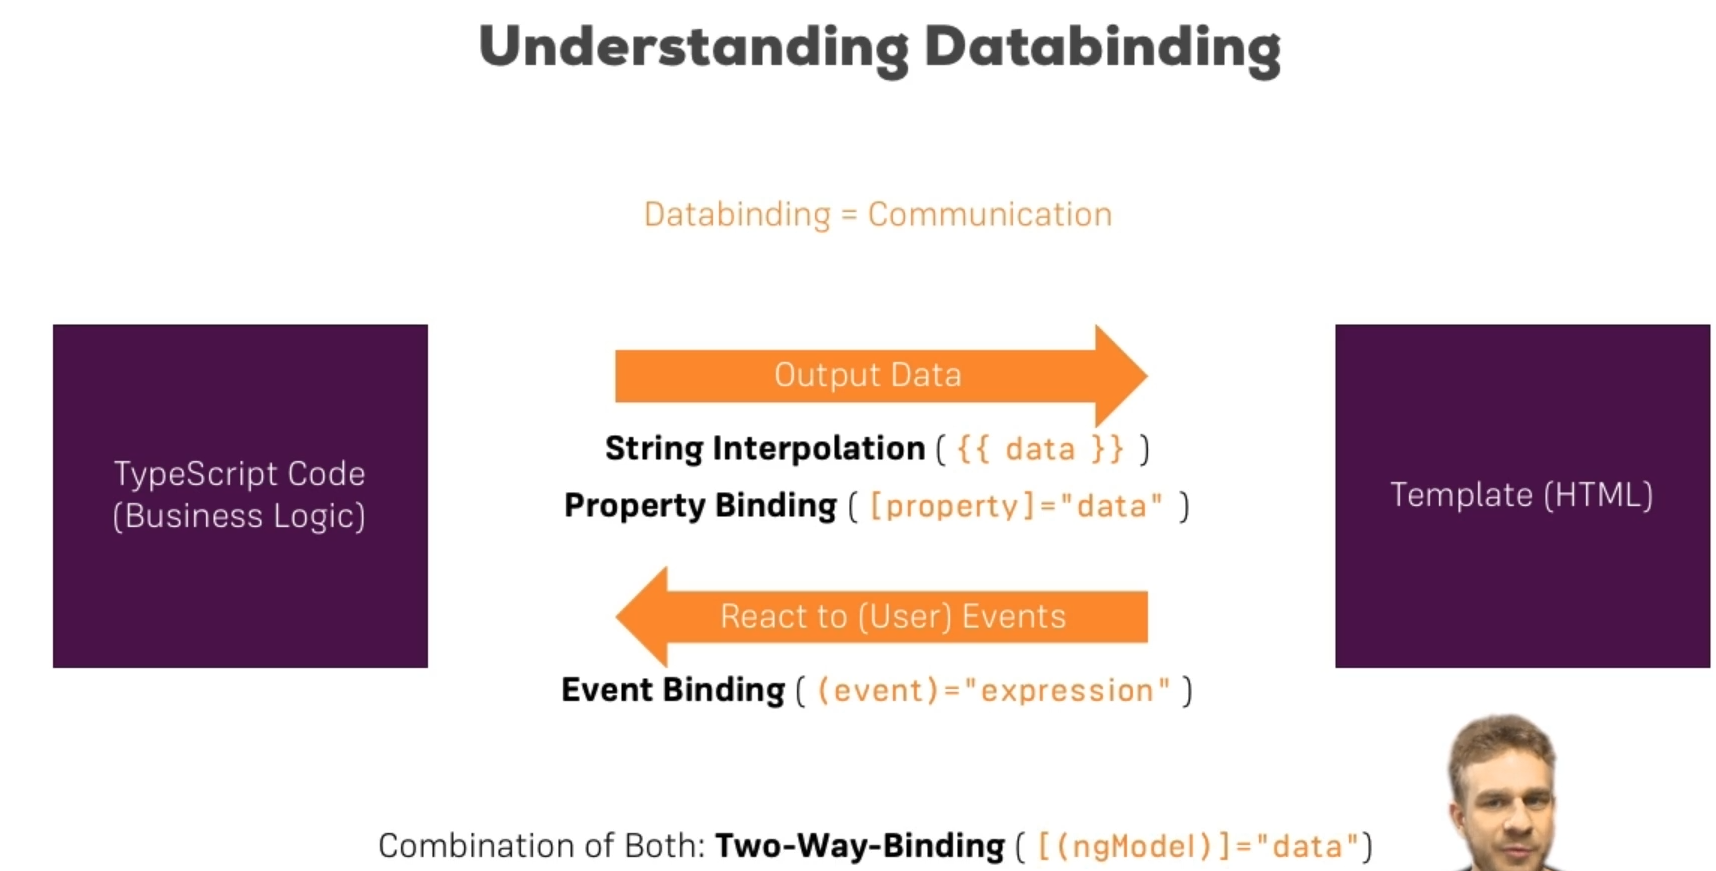 Understanding Databinding
Databinding = Communication
Output Data
String Interpolation ( {{ data }} )
Property Binding ( [property]="data" )
TypeScript Code
(Business Logic)
Template (HTML)
React to (User) Events
Event Binding ( (event)="expression" )
Combination of Both: Two-Way-Binding ( [(ngModel)]="data")